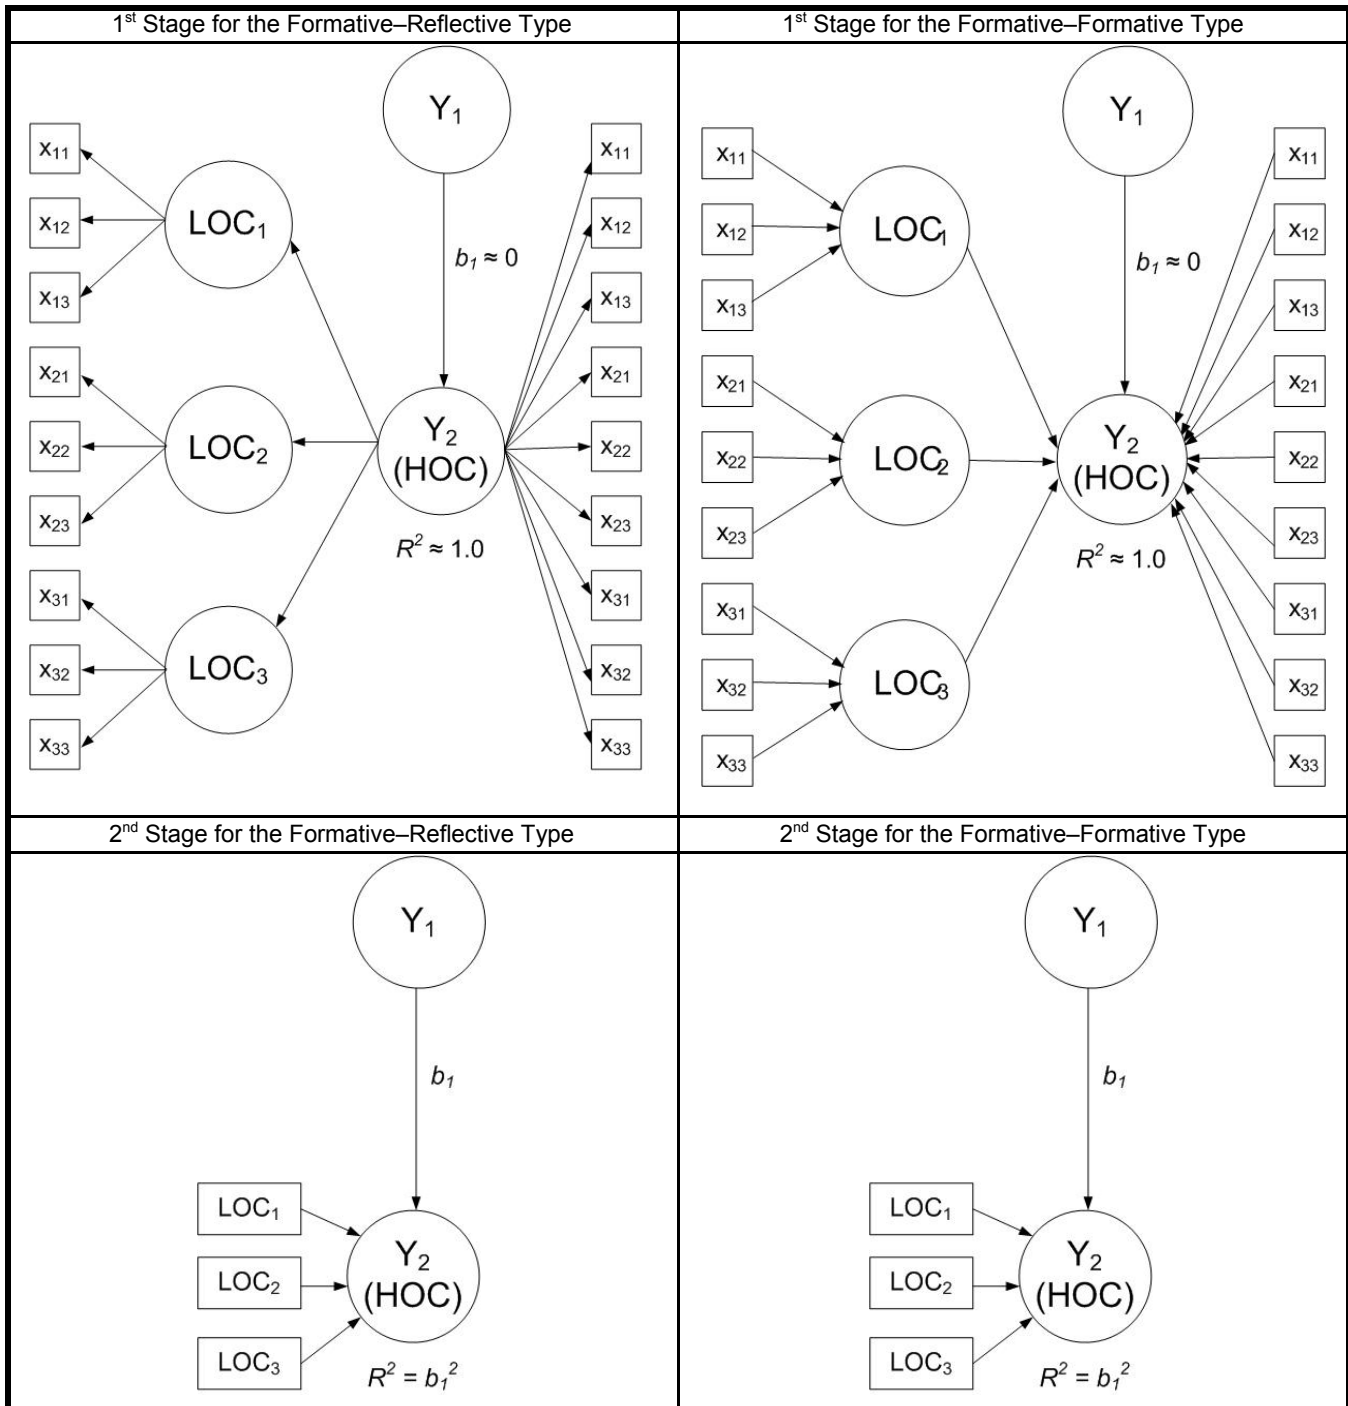 1st Stage for the Formative–Reflective Type
Y1
x11
x12
x13
x21
x22
x23
x31
x32
x33
LOC1
LOC2
LOC3
b1 ≈ 0
Y2
(HOC)
R2 ≈ 1.0
x11
x12
x13
x21
x22
x23
x31
x32
x33
1st Stage for the Formative–Formative Type
Y1
x11
x12
x13
x21
x22
x23
x31
x32
x33
LOC1
LOC2
LOC3
b1 ≈ 0
Y2
(HOC)
R2 ≈ 1.0
x11
x12
x13
x21
x22
x23
x31
x32
x33
2nd Stage for the Formative–Reflective Type
Y1
b1
LOC1
LOC2
LOC3
Y2
(HOC)
R2 = b12
2nd Stage for the Formative–Formative Type
Y1
b1
LOC1
LOC2
LOC3
Y2
(HOC)
R2 = b12